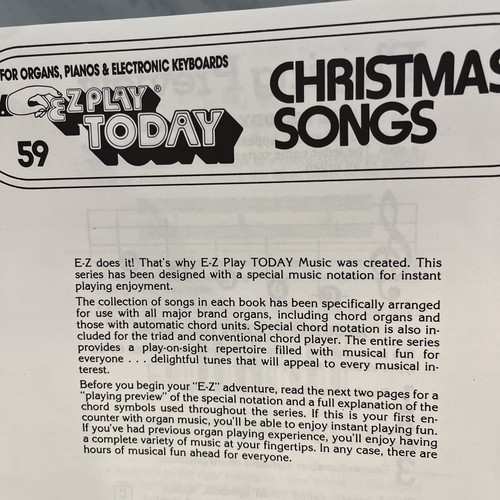 FOR ORGANS, PIANOS & ELECTRONIC KEYBOARDS
E-Z PLAY®
TODAY
59
CHRISTMAS
SONGS
E-Z does it! That's why E-Z Play TODAY Music was created. This
series has been designed with a special music notation for instant
playing enjoyment.
The collection of songs in each book has been specifically arranged
for use with all major brand organs, including chord organs and
those with automatic chord units. Special chord notation is also in-
cluded for the triad and conventional chord player. The entire series
provides a play-on-sight repertoire filled with musical fun for
everyone . . . delightful tunes that will appeal to every musical in-
terest.
Before you begin your "E-Z" adventure, read the next two pages for a
"playing preview" of the special notation and a full explanation of the
chord symbols used throughout the series. If this is your first en-
counter with organ music, you'll be able to enjoy instant playing fun.
If you've had previous organ playing experience, you'll enjoy having
a complete variety of music at your fingertips. In any case, there are
hours of musical fun ahead for everyone.